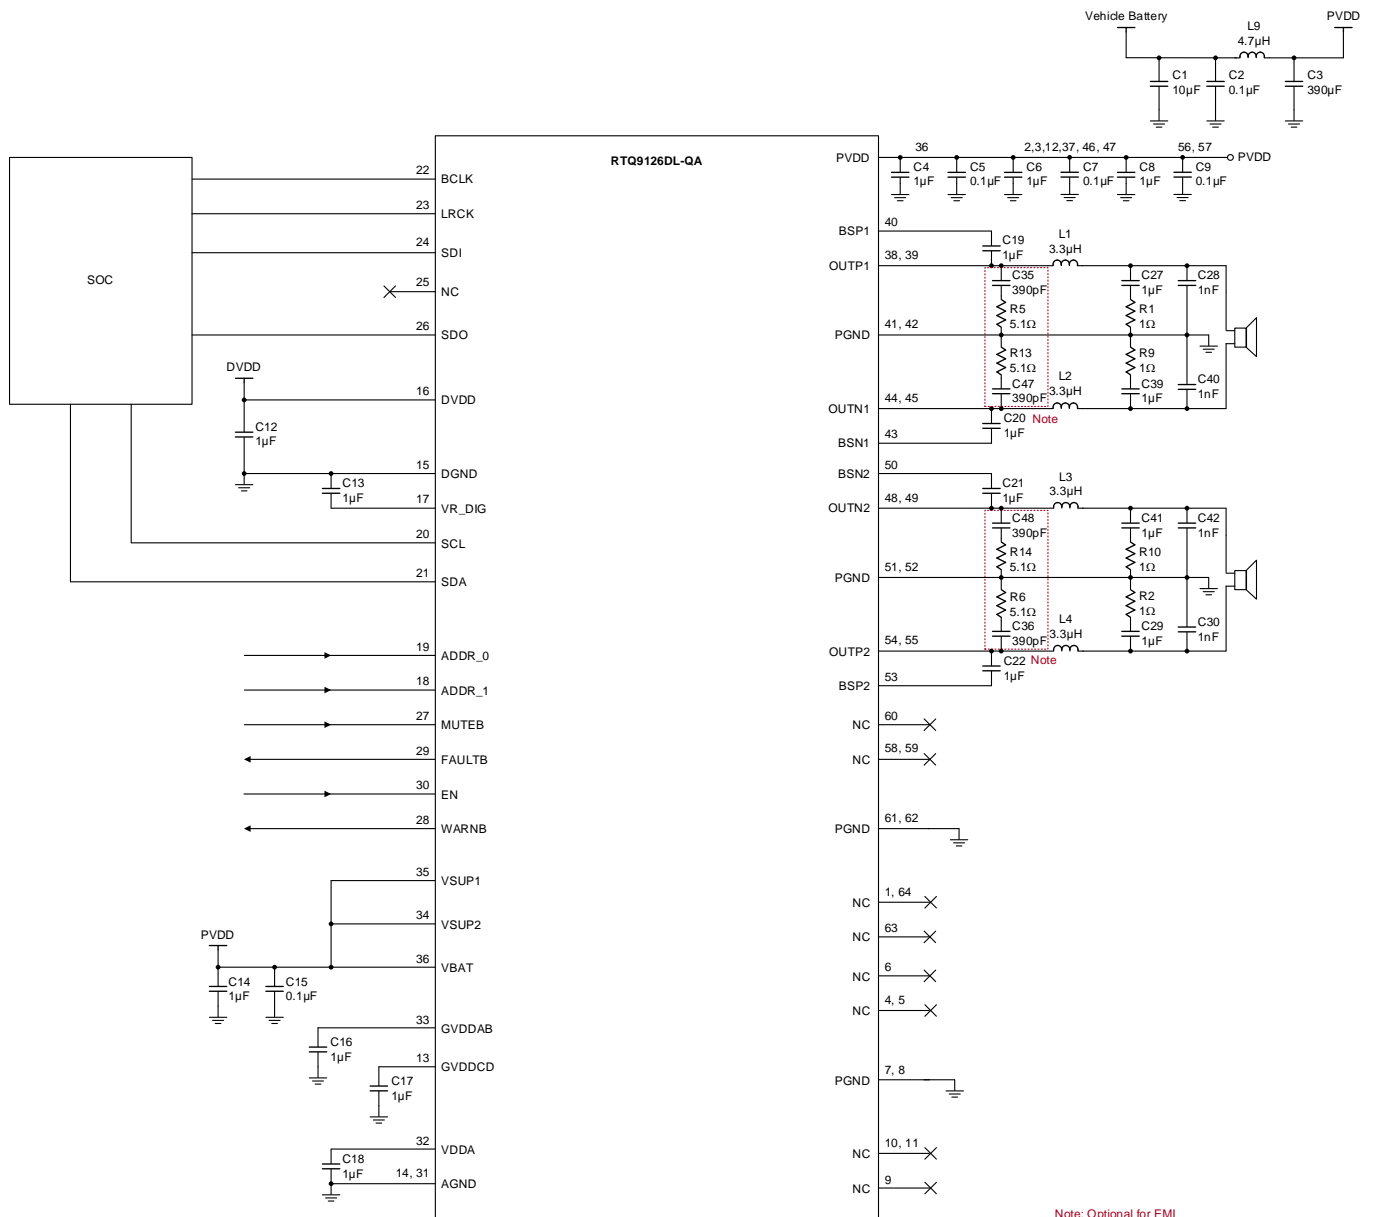 Vehicle Battery
PVDD
L9
4.7µH
C1
10µF
C2
0.1µF
C3
390µF
RTQ9126DL-QA
SOC
22
BCLK
23
LRCK
24
SDI
25
NC
26
SDO
DVDD
16
DVDD
C12
1µF
15
DGND
C13
1µF
17
VR_DIG
20
SCL
21
SDA
19
ADDR_0
18
ADDR_1
27
MUTEB
29
FAULTB
30
EN
28
WARNB
35
VSUP1
34
VSUP2
PVDD
36
VBAT
C14
1µF
C15
0.1µF
33
GVDDAB
C16
1µF
13
GVDDCD
C17
1µF
32
VDDA
C18
1µF
14, 31
AGND
PVDD
36
2,3,12,37, 46, 47
56, 57
PVDD
C4
1µF
C5
0.1µF
C6
1µF
C7
0.1µF
C8
1µF
C9
0.1µF
BSP1
40
C19
1µF
L1
3.3µH
OUTP1
38, 39
C35
390pF
C27
1µF
C28
1nF
R5
5.1Ω
R1
1Ω
PGND
41, 42
R13
5.1Ω
R9
1Ω
C47
390pF
L2
3.3µH
C39
1µF
C40
1nF
OUTN1
44, 45
C20
1µF
Note
BSN1
43
BSN2
50
C21
1µF
L3
3.3µH
OUTN2
48, 49
C48
390pF
C41
1µF
C42
1nF
R14
5.1Ω
R10
1Ω
PGND
51, 52
R6
5.1Ω
R2
1Ω
C36
390pF
L4
3.3µH
C29
1µF
C30
1nF
OUTP2
54, 55
C22
1µF
Note
BSP2
53
NC
60
NC
58, 59
PGND
61, 62
NC
1, 64
NC
63
NC
6
NC
4, 5
PGND
7, 8
NC
10, 11
NC
9
Note: Optional for EMI